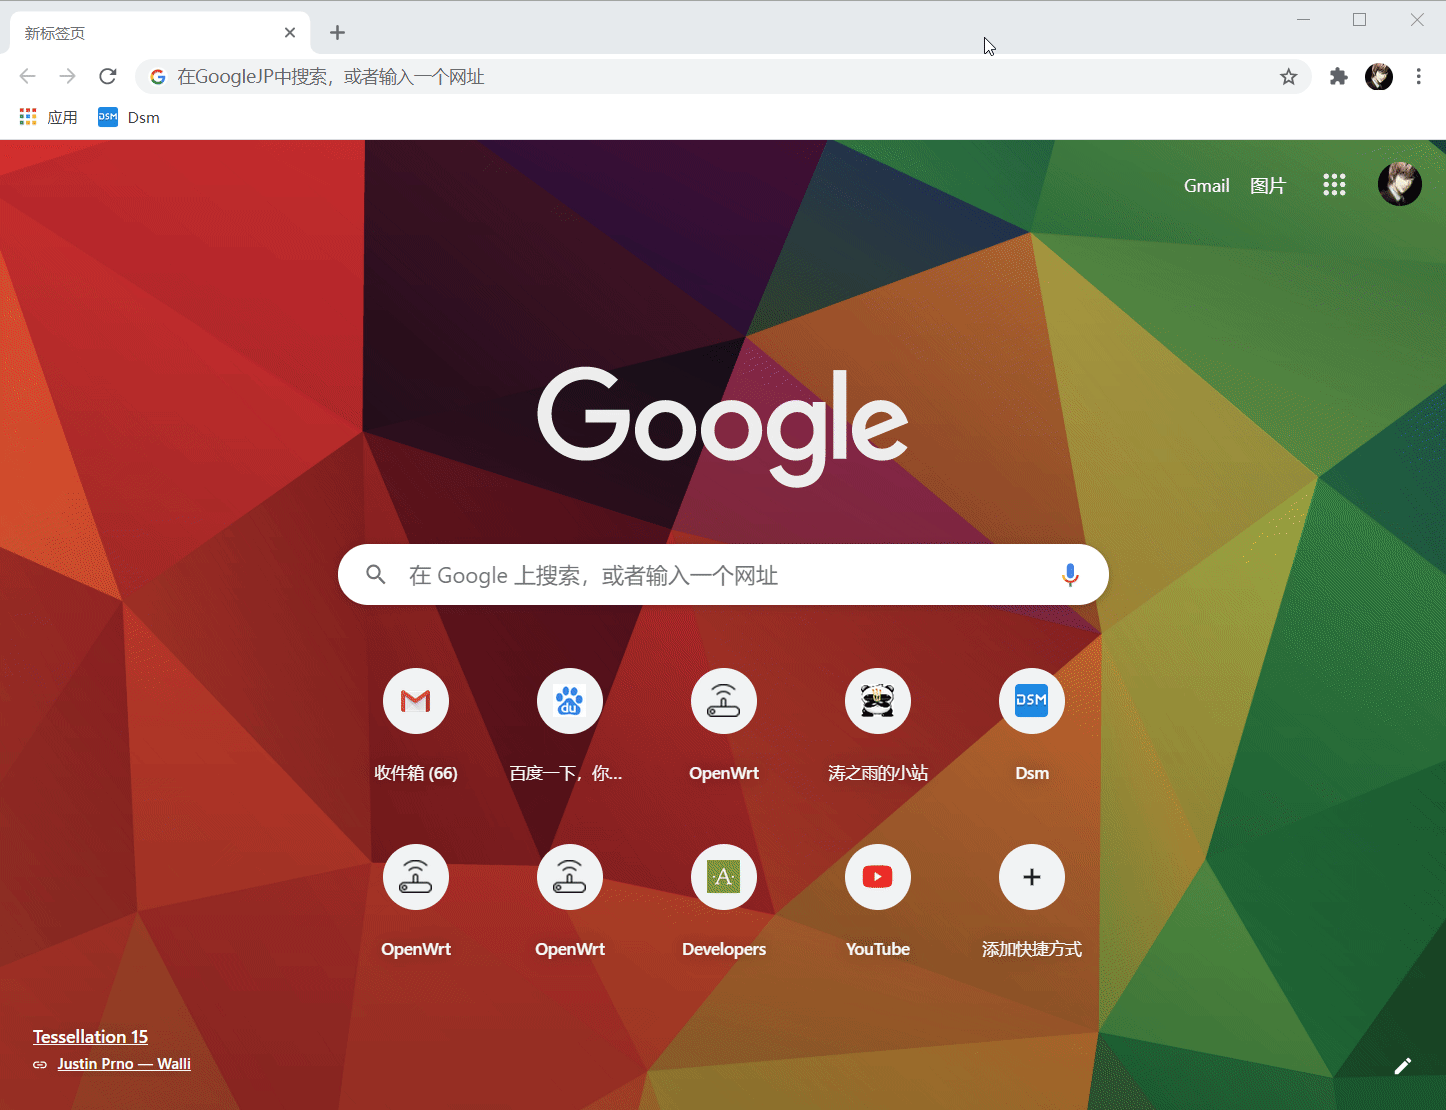 新标签页
在GoogleJP中搜索，或者输入一个网址
应用
DSM
Dsm
Gmail
图片
Google
在 Google 上搜索，或者输入一个网址
du
DSM
收件箱 (66)
百度一下，你...
OpenWrt
涛之雨的小站
Dsm
·A·
OpenWrt
OpenWrt
Developers
YouTube
添加快捷方式
Tessellation 15
Justin Prno — Walli